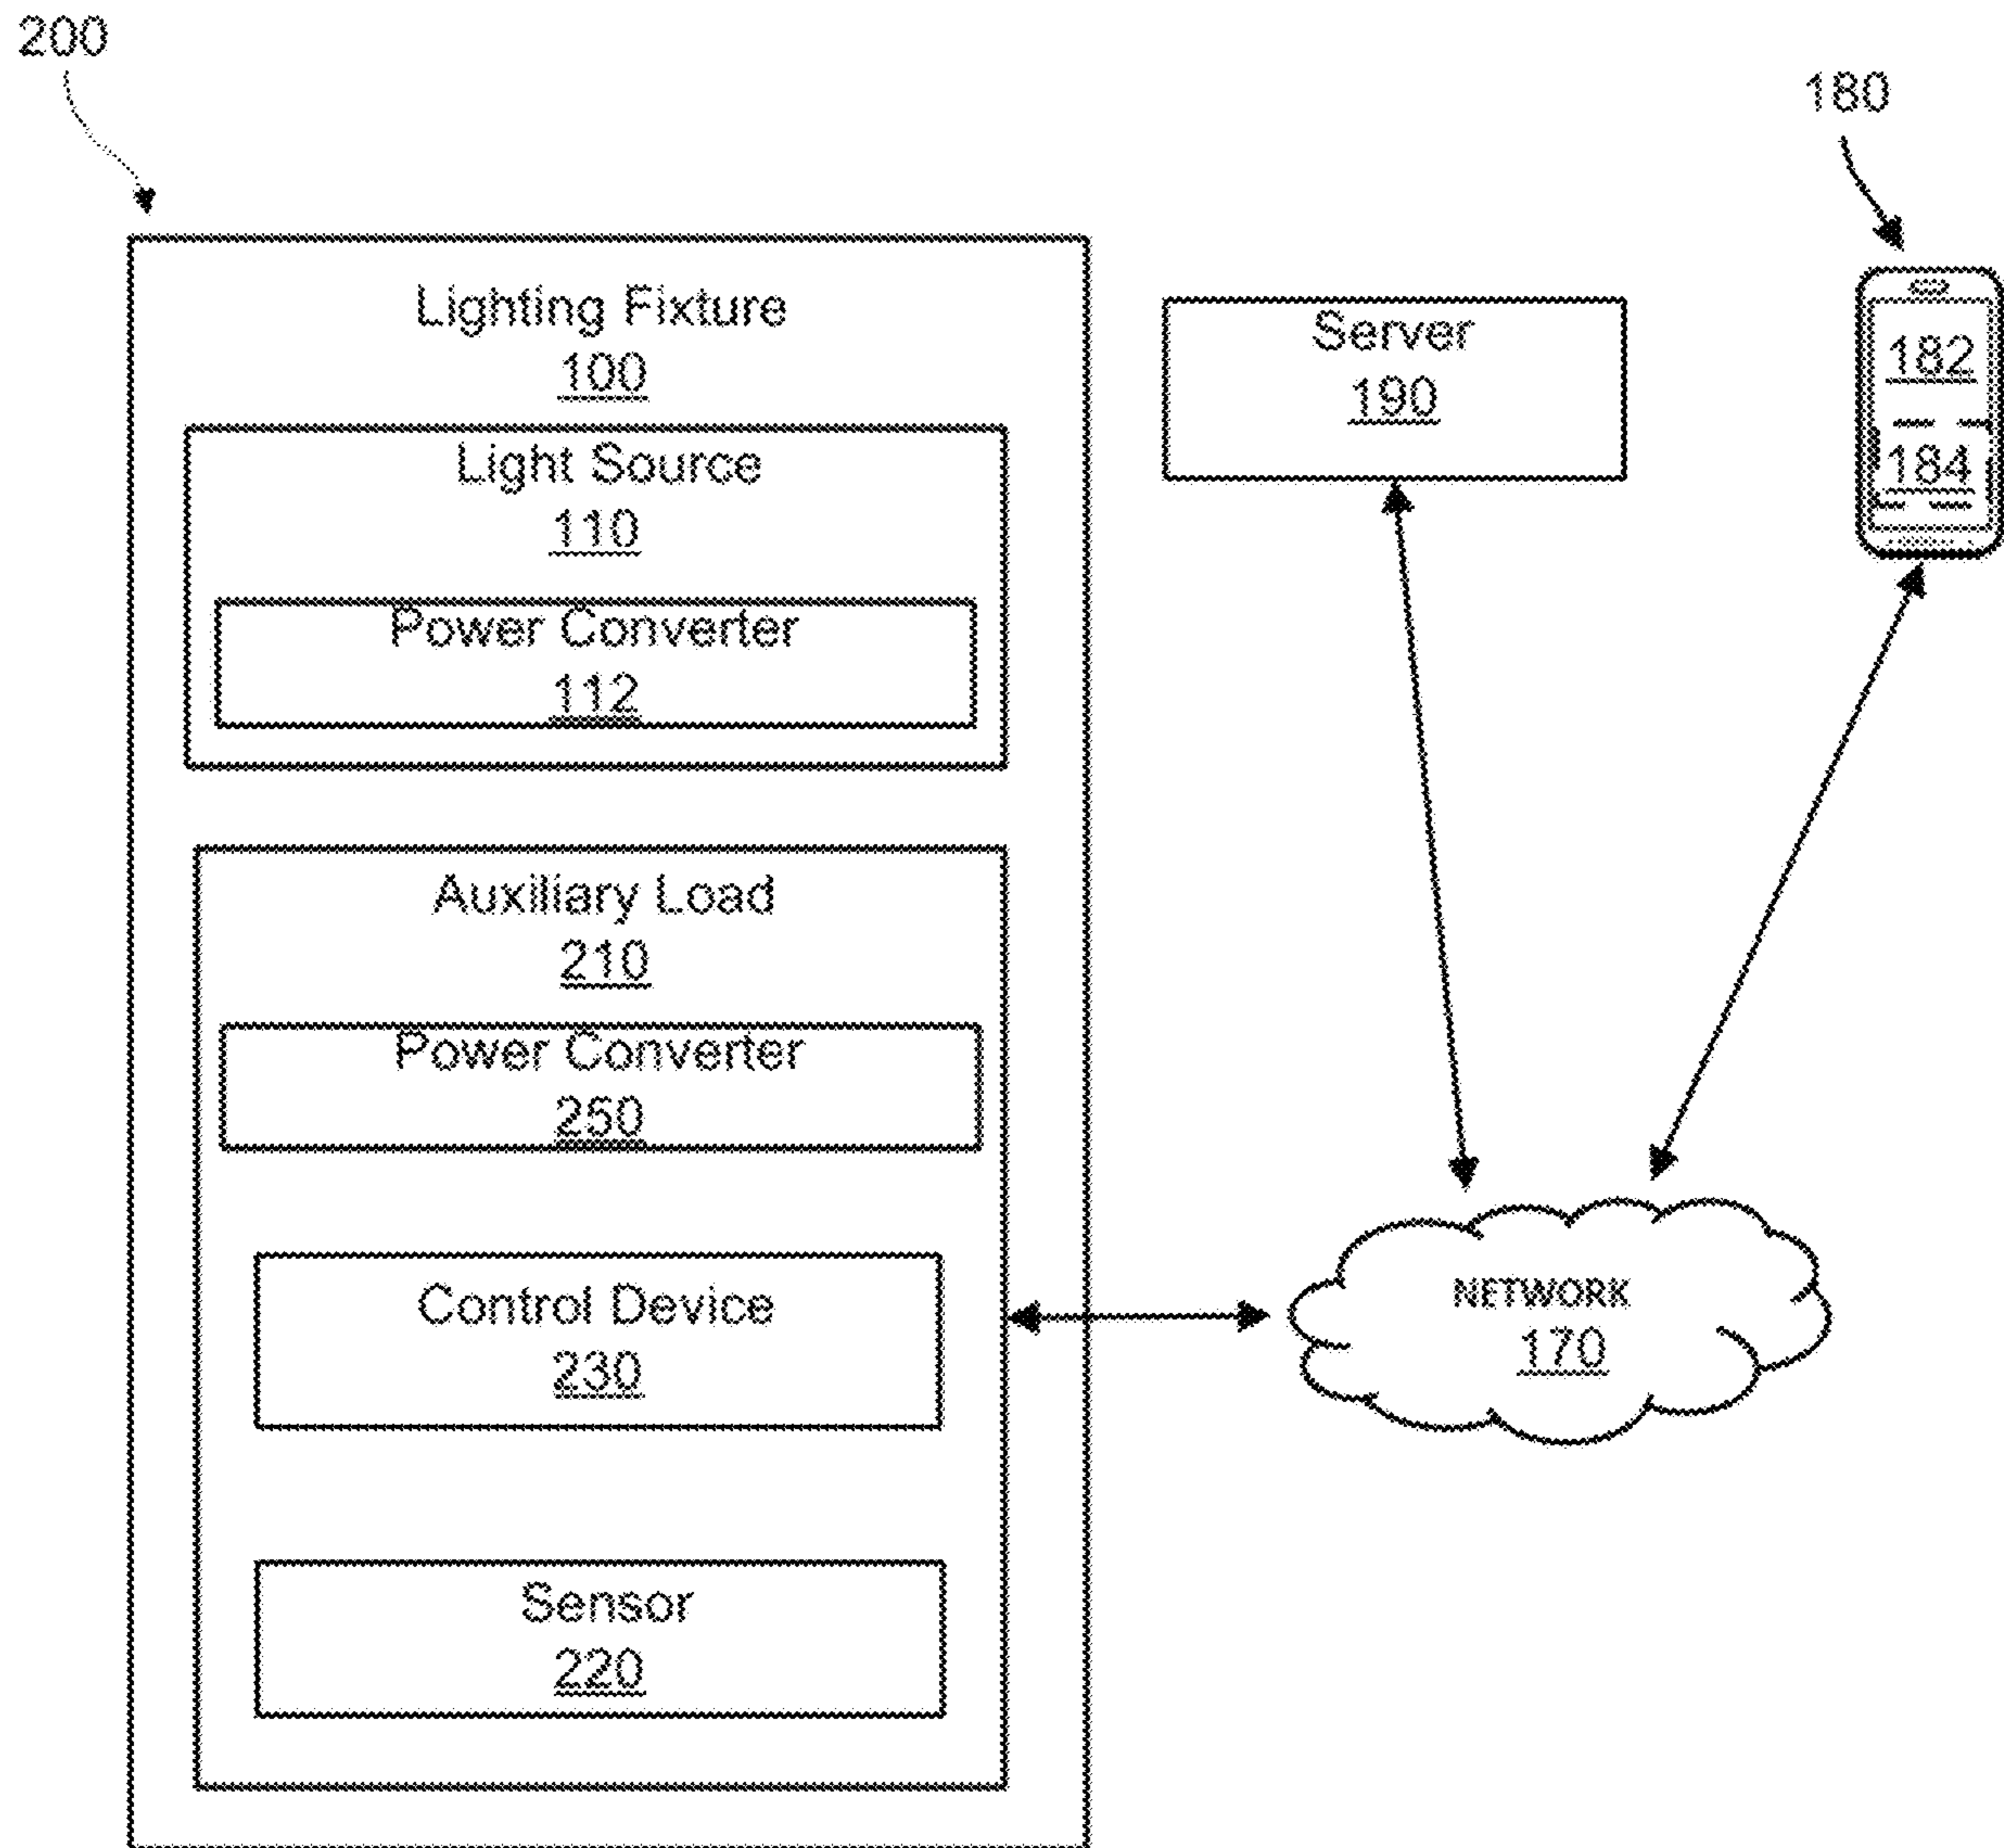 200
180
Lighting Fixture
100
Light Source
110
Power Converter
112
Auxiliary Load
210
Power Converter
250
Control Device
230
Sensor
220
Server
190
182
184
NETWORK
170